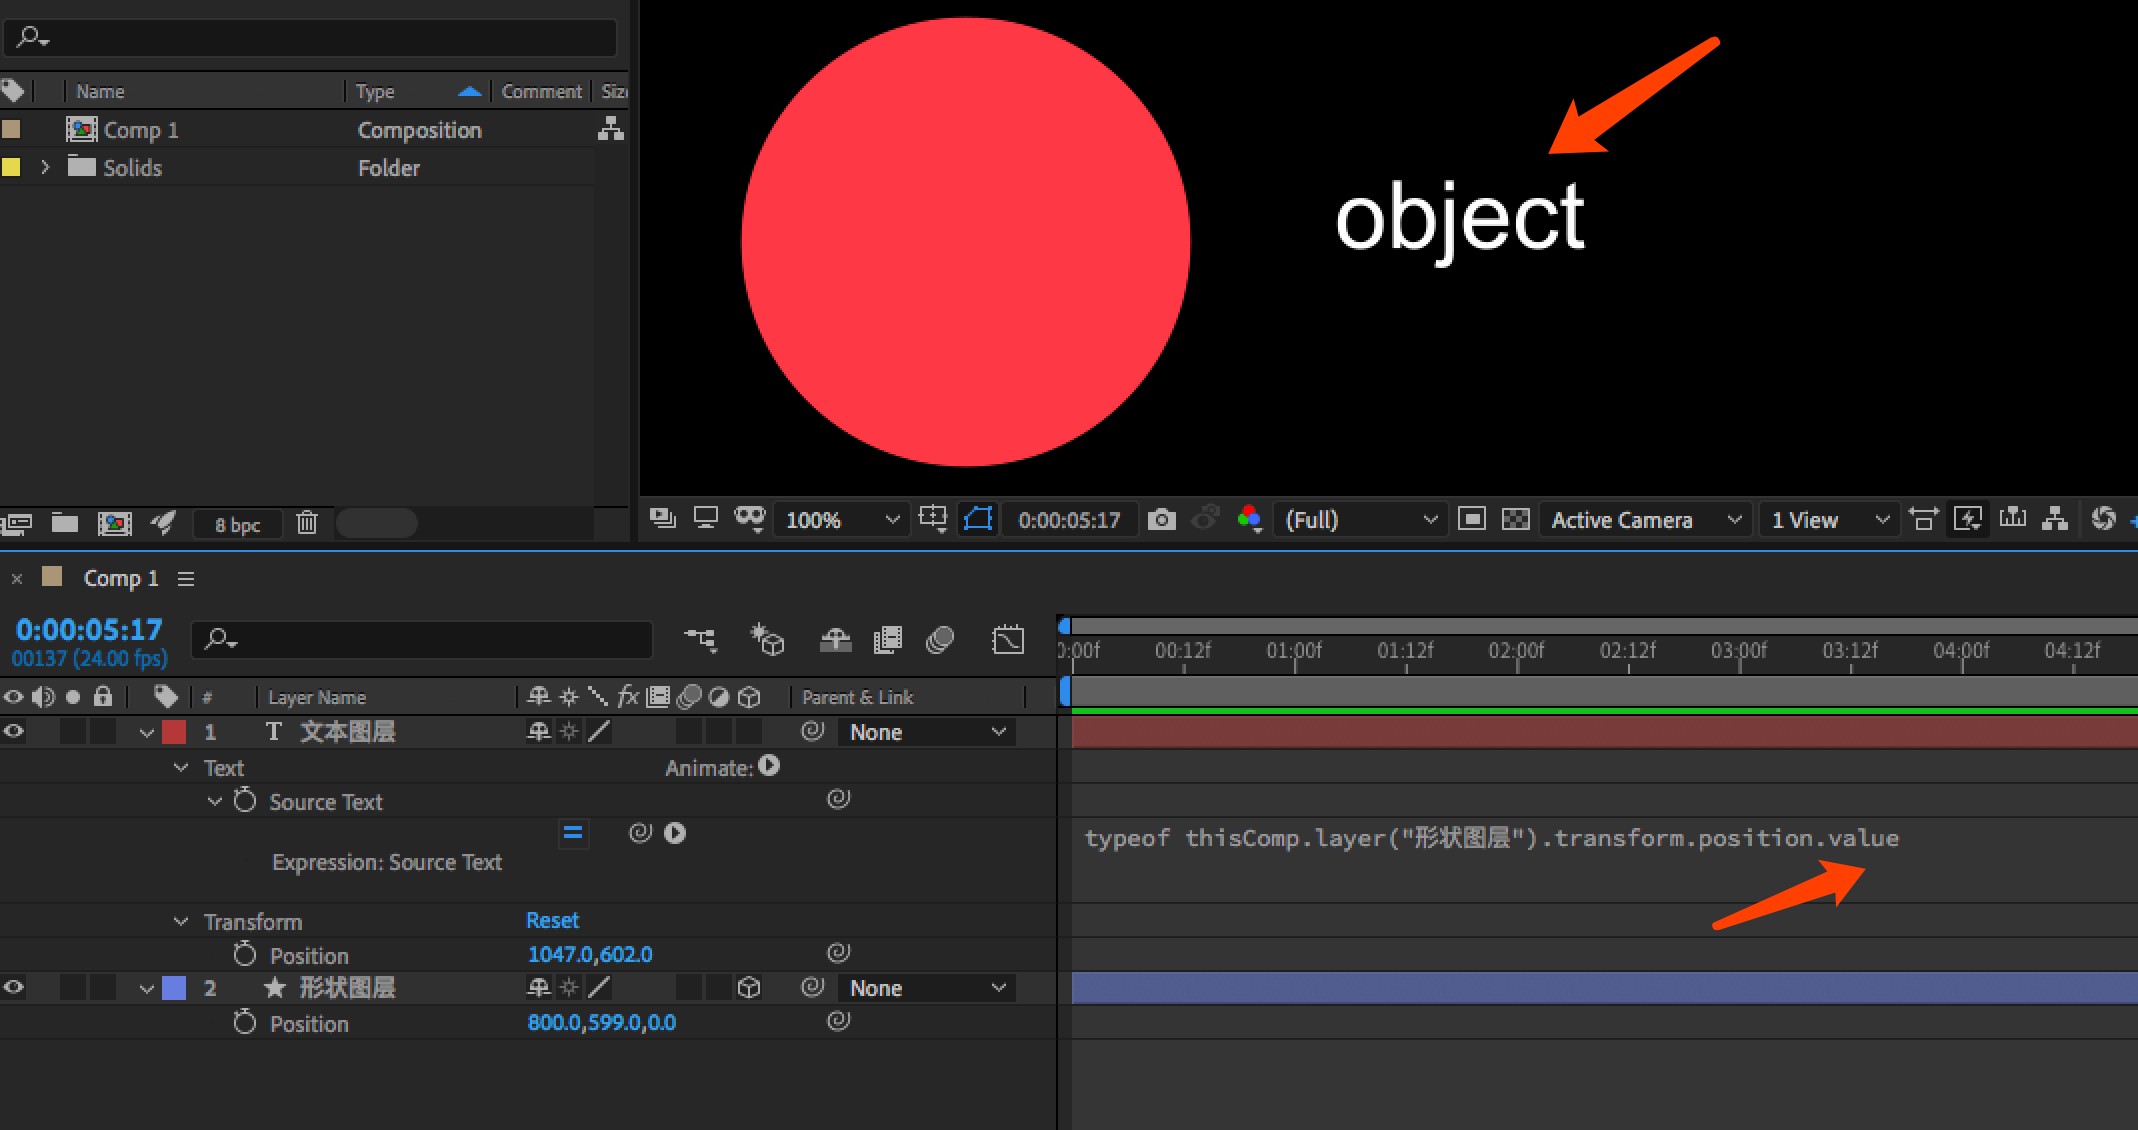 Name Type Comment
Comp 1 Composition
Solids Folder
8 bpc
object
100% 0:00:05:17 (Full) Active Camera 1 View
Comp 1
0:00:05:17
00137 (24.00 fps)
:00f 00:12f 01:00f 01:12f 02:00f 02:12f 03:00f 03:12f 04:00f 04:12f
# Layer Name fx Parent & Link
1 T 文本图层 None
Text Animate:
Source Text
typeof thisComp.layer("形状图层").transform.position.value
Expression: Source Text
Transform Reset
Position 1047.0,602.0
2 形状图层 None
Position 800.0,599.0,0.0